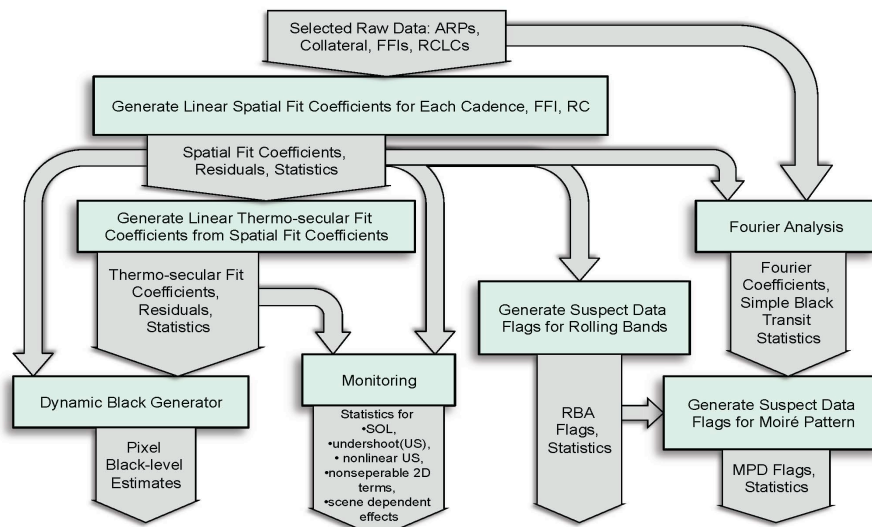 Selected Raw Data: ARPs,
Collateral, FFIs, RCLCs
Generate Linear Spatial Fit Coefficients for Each Cadence, FFI, RC
Spatial Fit Coefficients,
Residuals, Statistics
Generate Linear Thermo-secular Fit
Coefficients from Spatial Fit Coefficients
Fourier Analysis
Thermo-secular Fit
Coefficients,
Residuals,
Statistics
Fourier
Coefficients,
Simple Black
Transit
Statistics
Generate Suspect Data
Flags for Rolling Bands
Dynamic Black Generator
Monitoring
Generate Suspect Data
Flags for Moiré Pattern
Pixel
Black-level
Estimates
Statistics for
•SOL,
•undershoot(US),
• nonlinear US,
•nonseperable 2D
terms,
•scene dependent
effects
RBA
Flags,
Statistics
MPD Flags,
Statistics